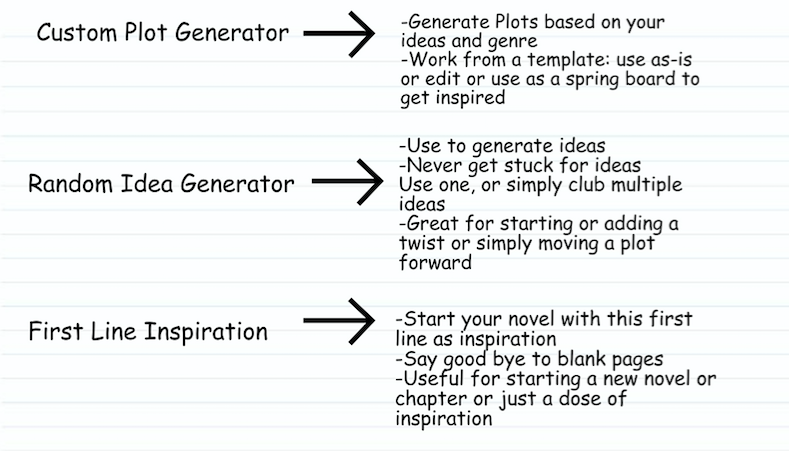 Custom Plot Generator
-Generate Plots based on your
ideas and genre
-Work from a template: use as-is
or edit or use as a spring board to
get inspired
Random Idea Generator
-Use to generate ideas
-Never get stuck for ideas
Use one, or simply club multiple
ideas
-Great for starting or adding a
twist or simply moving a plot
forward
First Line Inspiration
-Start your novel with this first
line as inspiration
-Say good bye to blank pages
-Useful for starting a new novel or
chapter or just a dose of
inspiration